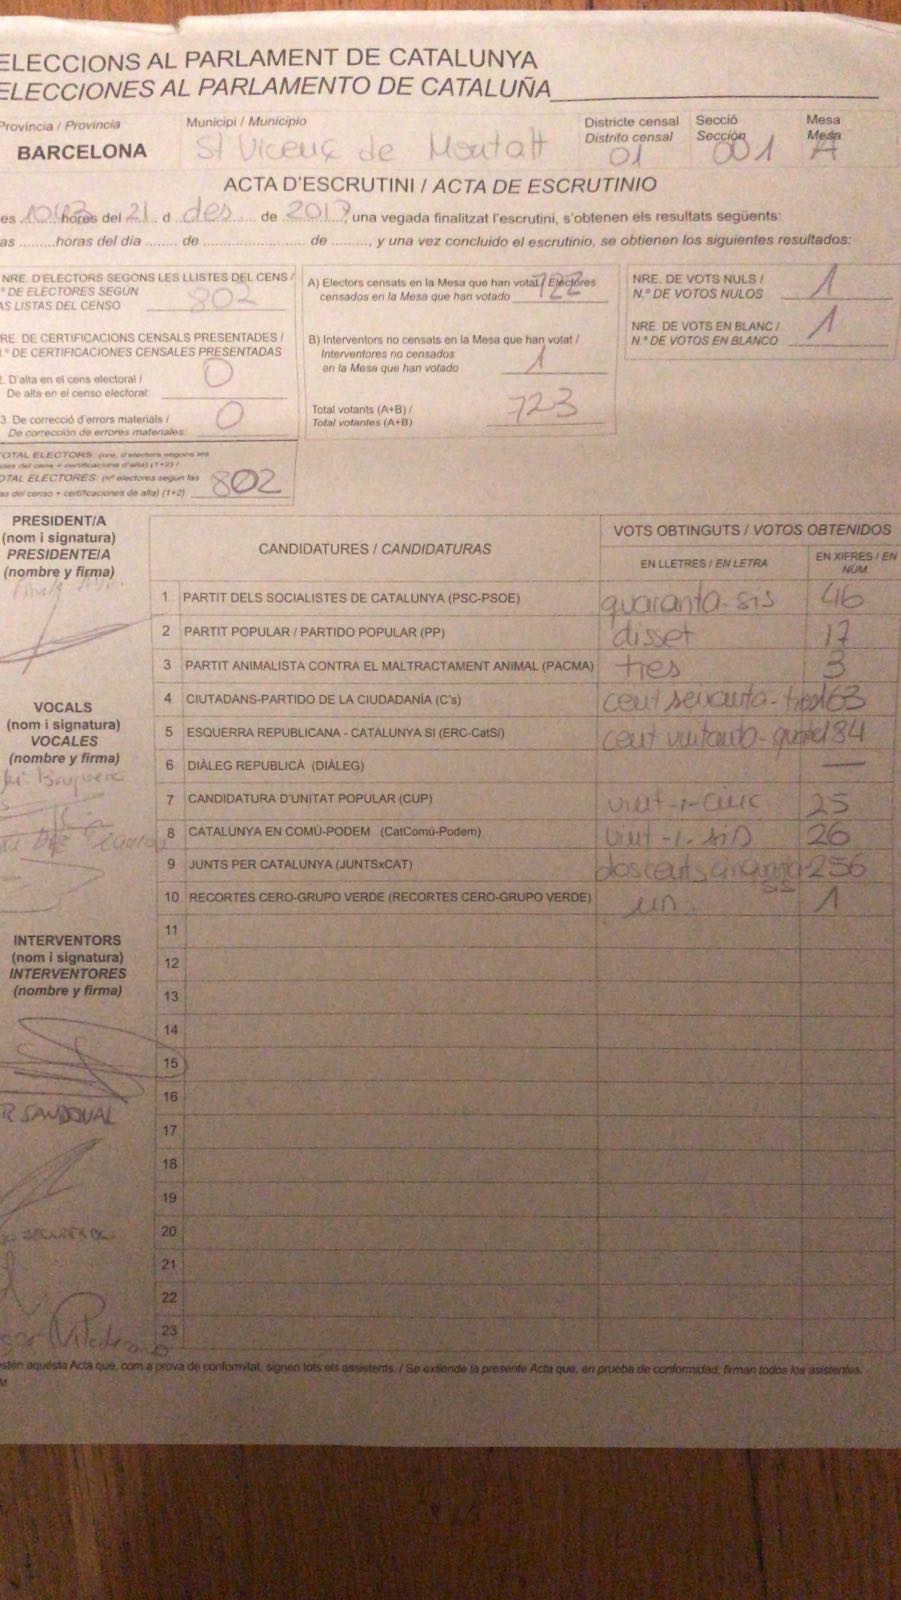 ELECCIONS AL PARLAMENT DE CATALUNYA
ELECCIONES AL PARLAMENTO DE CATALUÑA
Província / Provincia
BARCELONA
Municipi / Municipio
St Vicenç de Montalt
Districte censal
Distrito censal
01
Secció
Sección
001
Mesa
Mesa
A
ACTA D'ESCRUTINI / ACTA DE ESCRUTINIO
es hores del 21 d des de 2017, una vegada finalitzat l'escrutini, s'obtenen els resultats següents:
as ......... horas del día ........ de ..................... de ........., y una vez concluido el escrutinio, se obtienen los siguientes resultados:
NRE. D'ELECTORS SEGONS LES LLISTES DEL CENS /
º DE ELECTORES SEGÚN
AS LISTAS DEL CENSO
802
RE. DE CERTIFICACIONS CENSALS PRESENTADES /
.º DE CERTIFICACIONES CENSALES PRESENTADAS
. D'alta en el cens electoral /
De alta en el censo electoral:
0
3. De correcció d'errors materials /
De corrección de errores materiales:
0
TOTAL ELECTORS: (nre. d'electors segons les
stes del cens + certificacions d'alta) (1+2) /
OTAL ELECTORES: (nº electores según las
as del censo + certificaciones de alta) (1+2)
802
A) Electors censats en la Mesa que han votat / Electores
censados en la Mesa que han votado
722
B) Interventors no censats en la Mesa que han votat /
Interventores no censados
en la Mesa que han votado
1
Total votants (A+B) /
Total votantes (A+B)
723
NRE. DE VOTS NULS /
N.º DE VOTOS NULOS
1
NRE. DE VOTS EN BLANC /
N.º DE VOTOS EN BLANCO
1
PRESIDENT/A
(nom i signatura)
PRESIDENTE/A
(nombre y firma)
VOCALS
(nom i signatura)
VOCALES
(nombre y firma)
INTERVENTORS
(nom i signatura)
INTERVENTORES
(nombre y firma)
R SANDOVAL
CANDIDATURES / CANDIDATURAS
VOTS OBTINGUTS / VOTOS OBTENIDOS
EN LLETRES / EN LETRA
EN XIFRES / EN NÚM.
1 PARTIT DELS SOCIALISTES DE CATALUNYA (PSC-PSOE) quaranta-sis 46
2 PARTIT POPULAR / PARTIDO POPULAR (PP) disset 17
3 PARTIT ANIMALISTA CONTRA EL MALTRACTAMENT ANIMAL (PACMA) tres 3
4 CIUTADANS-PARTIDO DE LA CIUDADANÍA (C's) cent seixanta-tres 163
5 ESQUERRA REPUBLICANA - CATALUNYA SÍ (ERC-CatSí) cent vuitanta-quatre 184
6 DIÀLEG REPUBLICÀ (DIÀLEG) —
7 CANDIDATURA D'UNITAT POPULAR (CUP) vint-i-cinc 25
8 CATALUNYA EN COMÚ-PODEM (CatComú-Podem) vint-i-sis 26
9 JUNTS PER CATALUNYA (JUNTSxCAT) doscents cinquanta sis 256
10 RECORTES CERO-GRUPO VERDE (RECORTES CERO-GRUPO VERDE) un 1
11
12
13
14
15
16
17
18
19
20
21
22
23
stén aquesta Acta que, com a prova de conformitat, signen tots els assistents. / Se extiende la presente Acta que, en prueba de conformidad, firman todos los asistentes.
M